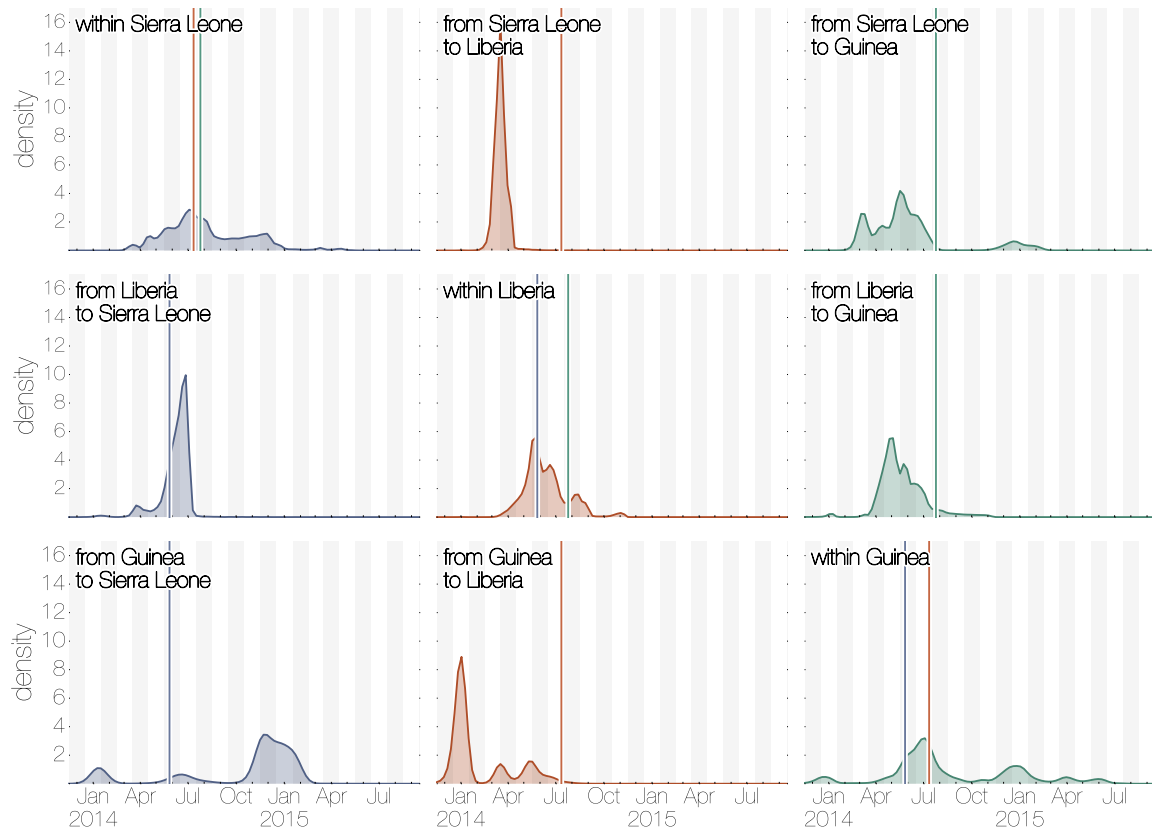 within Sierra Leone
from Sierra Leone
to Liberia
from Sierra Leone
to Guinea
16
14
12
10
8
6
4
2
density
from Liberia
to Sierra Leone
within Liberia
from Liberia
to Guinea
16
14
12
10
8
6
4
2
density
from Guinea
to Sierra Leone
from Guinea
to Liberia
within Guinea
16
14
12
10
8
6
4
2
density
Jan Apr Jul Oct Jan Apr Jul
2014 2015
Jan Apr Jul Oct Jan Apr Jul
2014 2015
Jan Apr Jul Oct Jan Apr Jul
2014 2015